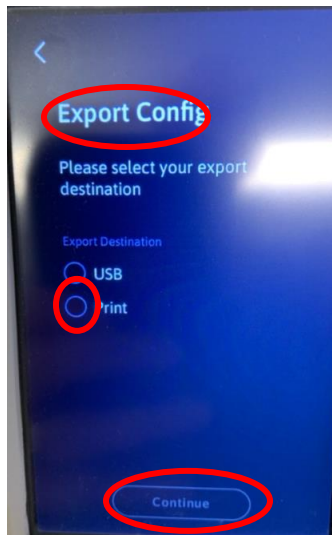 Export Config
Please select your export
destination
Export Destination
USB
Print
Continue